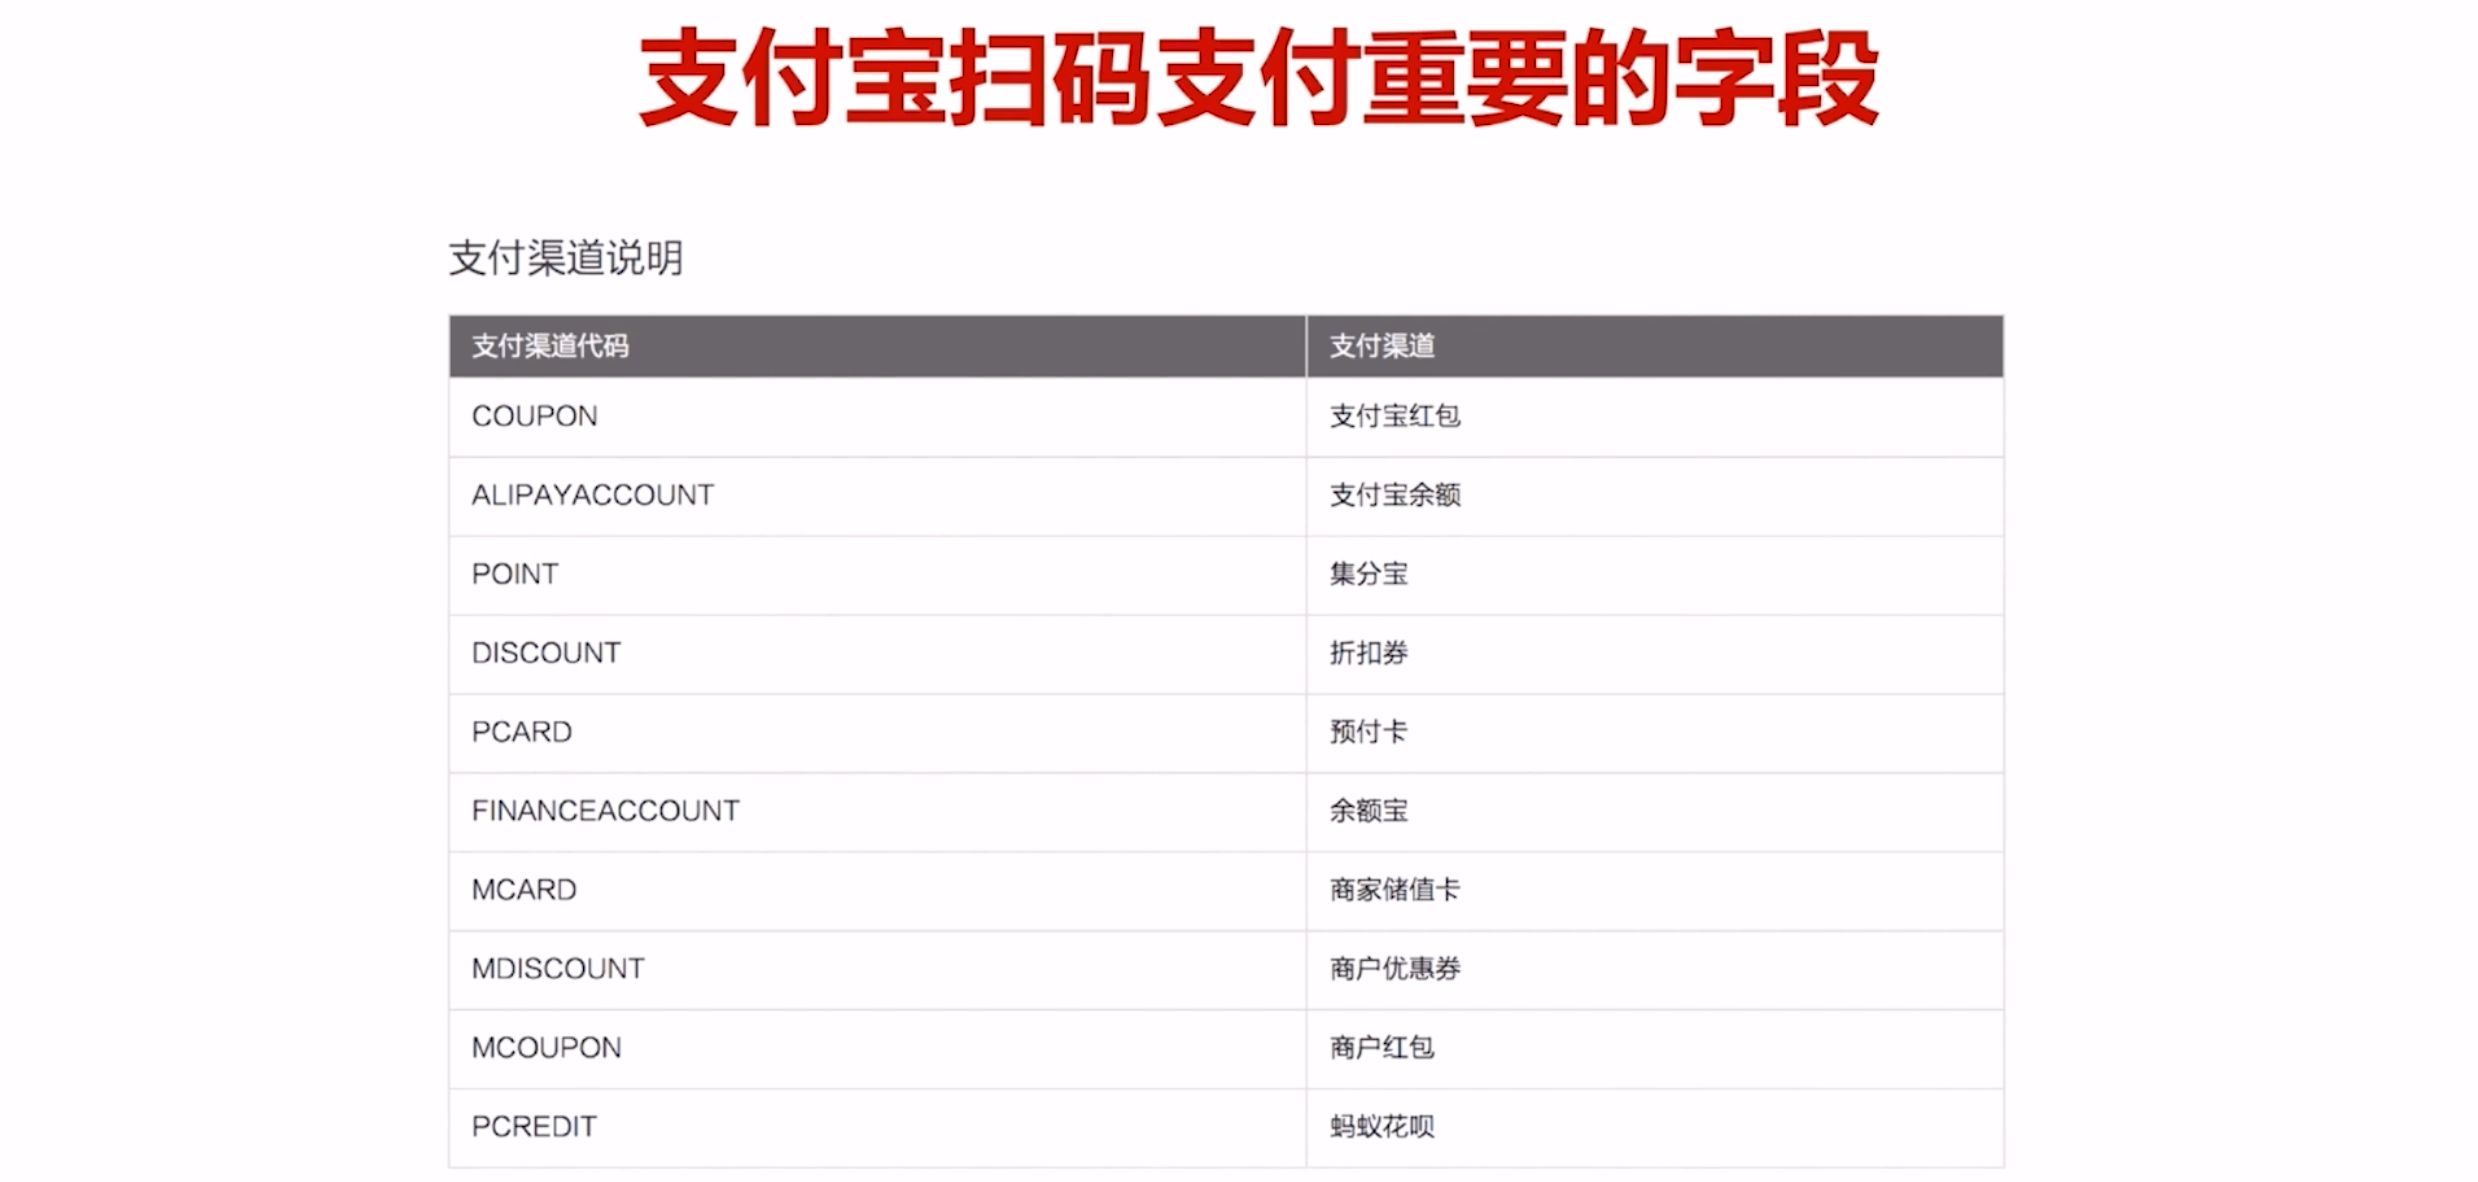 支付宝扫码支付重要的字段
支付渠道说明
支付渠道代码 支付渠道
COUPON 支付宝红包
ALIPAYACCOUNT 支付宝余额
POINT 集分宝
DISCOUNT 折扣券
PCARD 预付卡
FINANCEACCOUNT 余额宝
MCARD 商家储值卡
MDISCOUNT 商户优惠券
MCOUPON 商户红包
PCREDIT 蚂蚁花呗